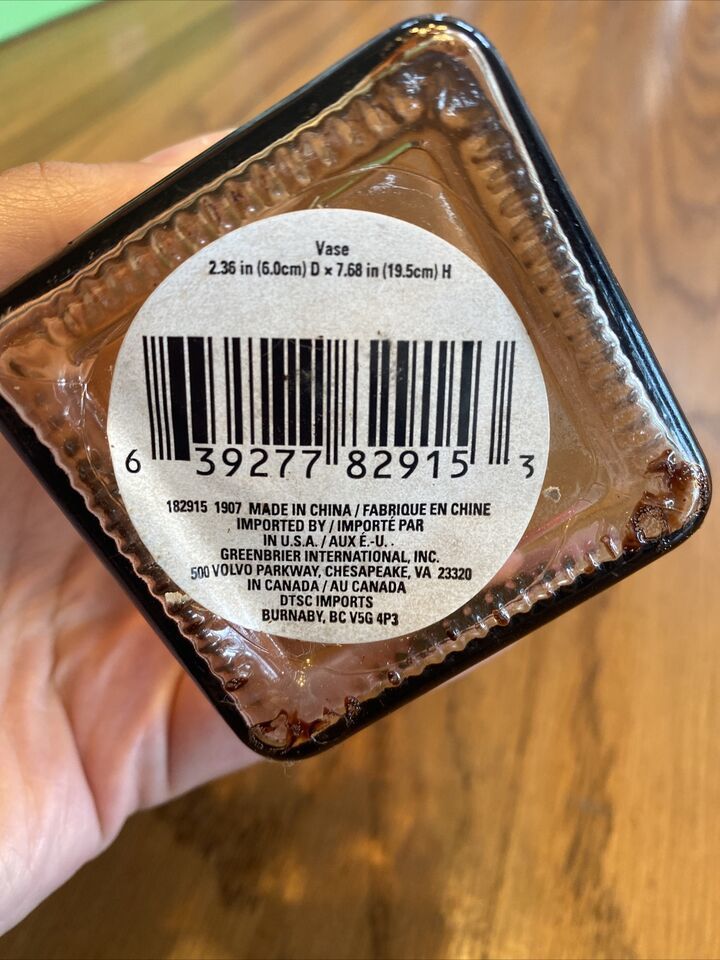 Vase
2.36 in (6.0cm) D x 7.68 in (19.5cm) H
6 39277 82915 3
182915 1907 MADE IN CHINA / FABRIQUE EN CHINE
IMPORTED BY / IMPORTÉ PAR
IN U.S.A. / AUX É.-U. .
GREENBRIER INTERNATIONAL, INC.
500 VOLVO PARKWAY, CHESAPEAKE, VA 23320
IN CANADA / AU CANADA
DTSC IMPORTS
BURNABY, BC V5G 4P3